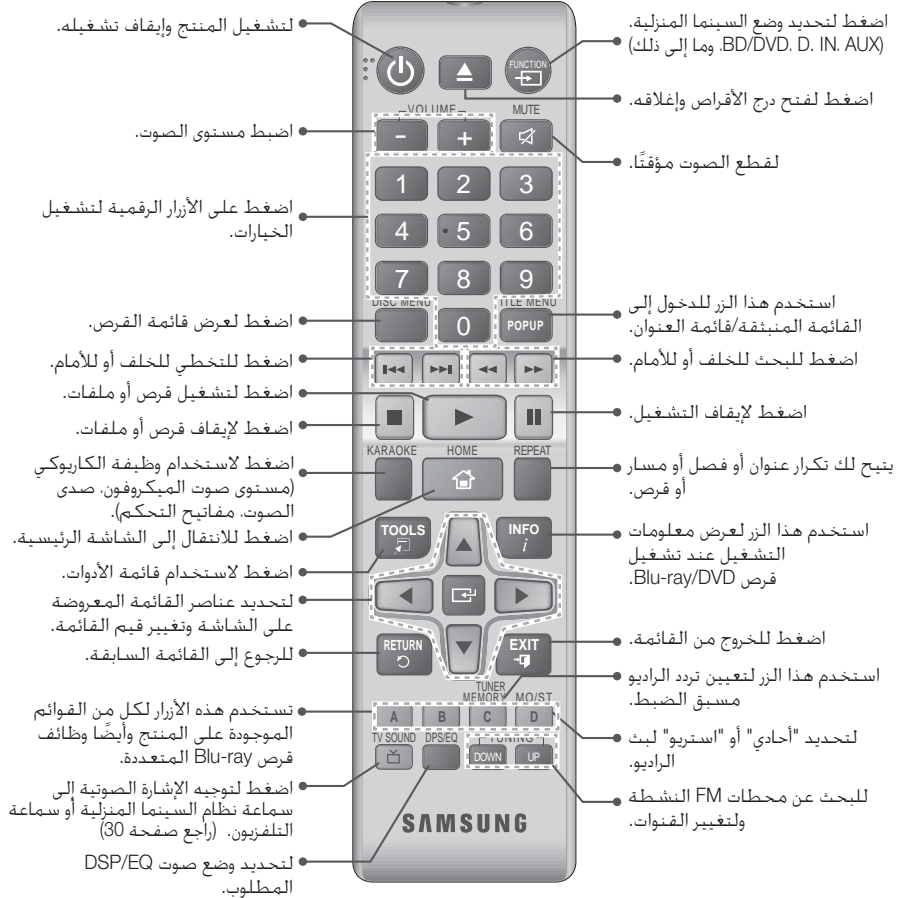 لتشغيل المنتج وإيقاف تشغيله.
اضغط لتحديد وضع السينما المنزلية.
(BD/DVD، D. IN، AUX، وما إلى ذلك)
FUNCTION
اضغط لفتح درج الأقراص وإغلاقه.
VOLUME
MUTE
اضبط مستوى الصوت.
- +
لقطع الصوت مؤقتًا.
1 2 3
اضغط على الأزرار الرقمية لتشغيل
الخيارات.
4 5 6
7 8 9
DISC MENU
TITLE MENU
0
POPUP
استخدم هذا الزر للدخول إلى
القائمة المنبثقة/قائمة العنوان.
اضغط لعرض قائمة القرص.
اضغط للتخطي للخلف أو للأمام.
اضغط للبحث للخلف أو للأمام.
اضغط لتشغيل قرص أو ملفات.
اضغط لإيقاف التشغيل.
اضغط لإيقاف قرص أو ملفات.
KARAOKE
HOME
REPEAT
اضغط لاستخدام وظيفة الكاريوكي
(مستوى صوت الميكروفون، صدى
الصوت، مفاتيح التحكم).
يتيح لك تكرار عنوان أو فصل أو مسار
أو قرص.
اضغط للانتقال إلى الشاشة الرئيسية.
TOOLS
INFO
i
استخدم هذا الزر لعرض معلومات
التشغيل عند تشغيل
قرص Blu-ray/DVD.
اضغط لاستخدام قائمة الأدوات.
لتحديد عناصر القائمة المعروضة
على الشاشة وتغيير قيم القائمة.
RETURN
EXIT
اضغط للخروج من القائمة.
للرجوع إلى القائمة السابقة.
استخدم هذا الزر لتعيين تردد الراديو
مسبق الضبط.
TUNER
MEMORY
MO/ST
A B C D
تستخدم هذه الأزرار لكل من القوائم
الموجودة على المنتج وأيضًا وظائف
قرص Blu-ray المتعددة.
لتحديد "أحادي" أو "استريو" لبث
الراديو.
TV SOUND
DPS/EQ
TUNING
DOWN
UP
اضغط لتوجيه الإشارة الصوتية إلى
سماعة نظام السينما المنزلية أو سماعة
التلفزيون. (راجع صفحة 30)
للبحث عن محطات FM النشطة
ولتغيير القنوات.
SAMSUNG
لتحديد وضع صوت DSP/EQ
المطلوب.